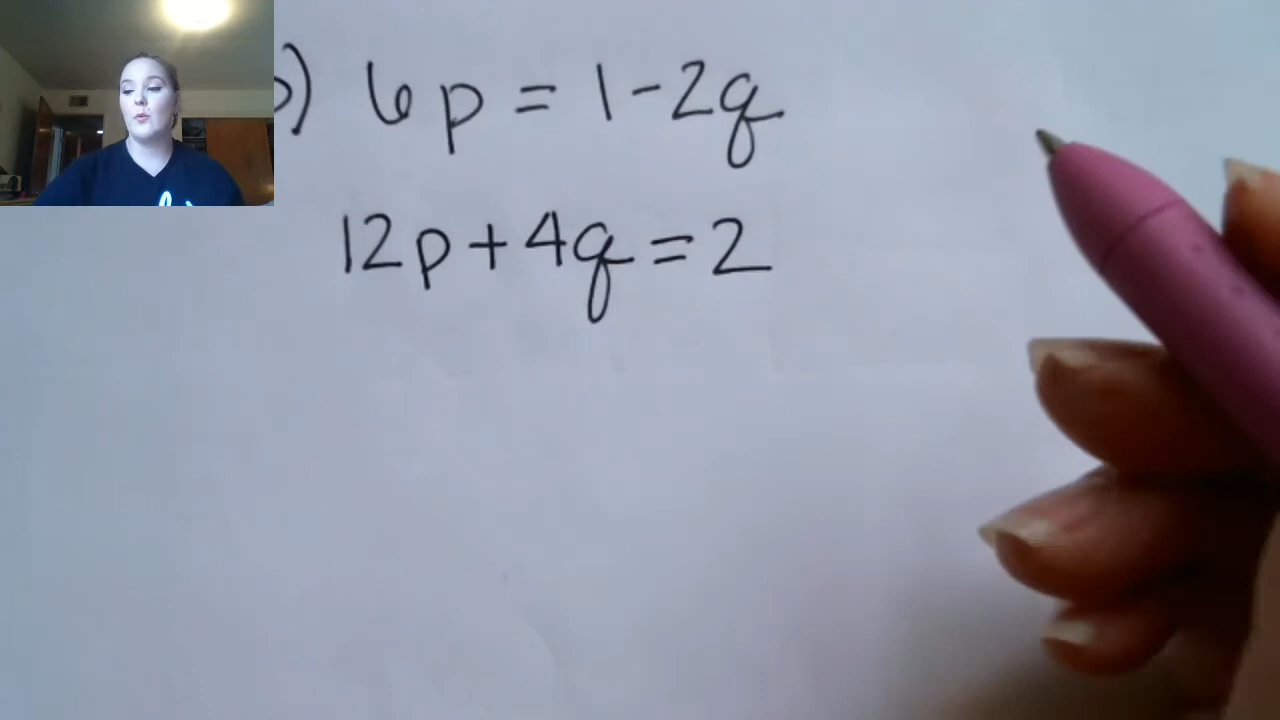 ) 6p = 1 - 2q
12p + 4q = 2